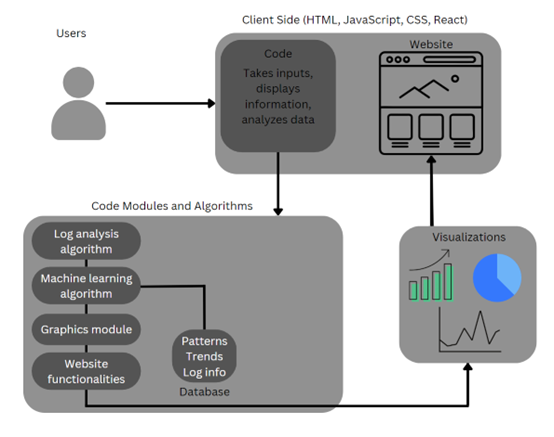 Client Side (HTML, JavaScript, CSS, React)
Users
Code
Takes inputs,
displays
information,
analyzes data
Website
Code Modules and Algorithms
Log analysis
algorithm
Machine learning
algorithm
Graphics module
Website
functionalities
Patterns
Trends
Log info
Database
Visualizations